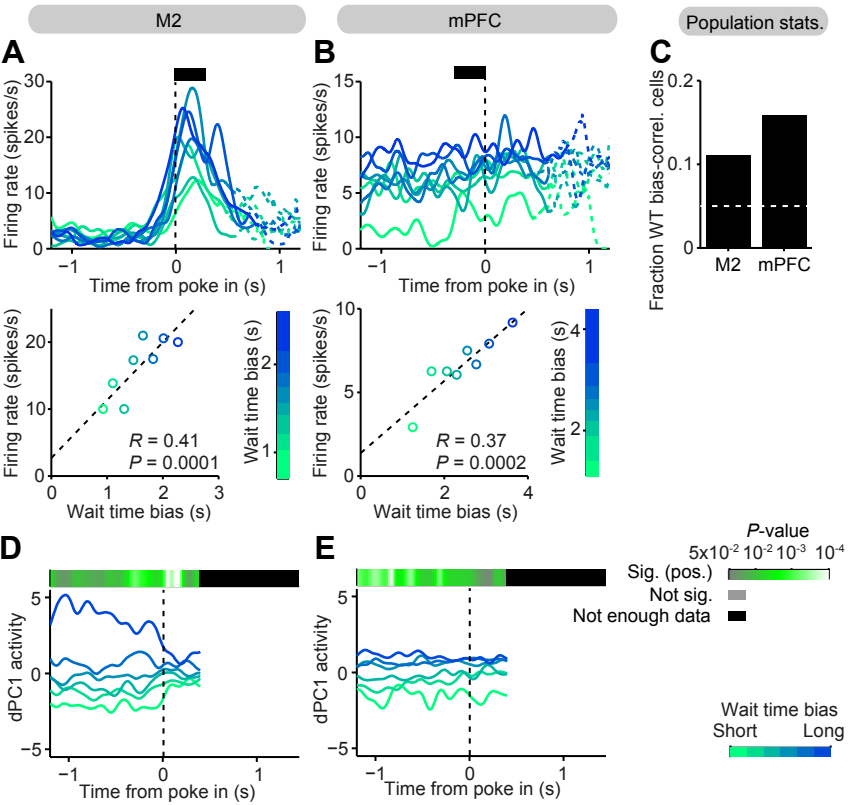 M2
mPFC
Population stats.
A
B
C
Firing rate (spikes/s)
30
20
10
0
−1
0
1
Time from poke in (s)
Firing rate (spikes/s)
15
10
5
0
−1
0
1
Time from poke in (s)
Fraction WT bias-correl. cells
0.2
0.1
0
M2
mPFC
Firing rate (spikes/s)
20
10
0
0
3
R = 0.41
P = 0.0001
Wait time bias (s)
Wait time bias (s)
2
1
Firing rate (spikes/s)
10
5
0
0
2
4
R = 0.37
P = 0.0002
Wait time bias (s)
Wait time bias (s)
4
2
D
E
dPC1 activity
5
0
−5
−1
0
1
Time from poke in (s)
dPC1 activity
5
0
−5
−1
0
1
Time from poke in (s)
P-value
5x10-2 10-2 10-3 10-4
Sig. (pos.)
Not sig.
Not enough data
Wait time bias
Short Long